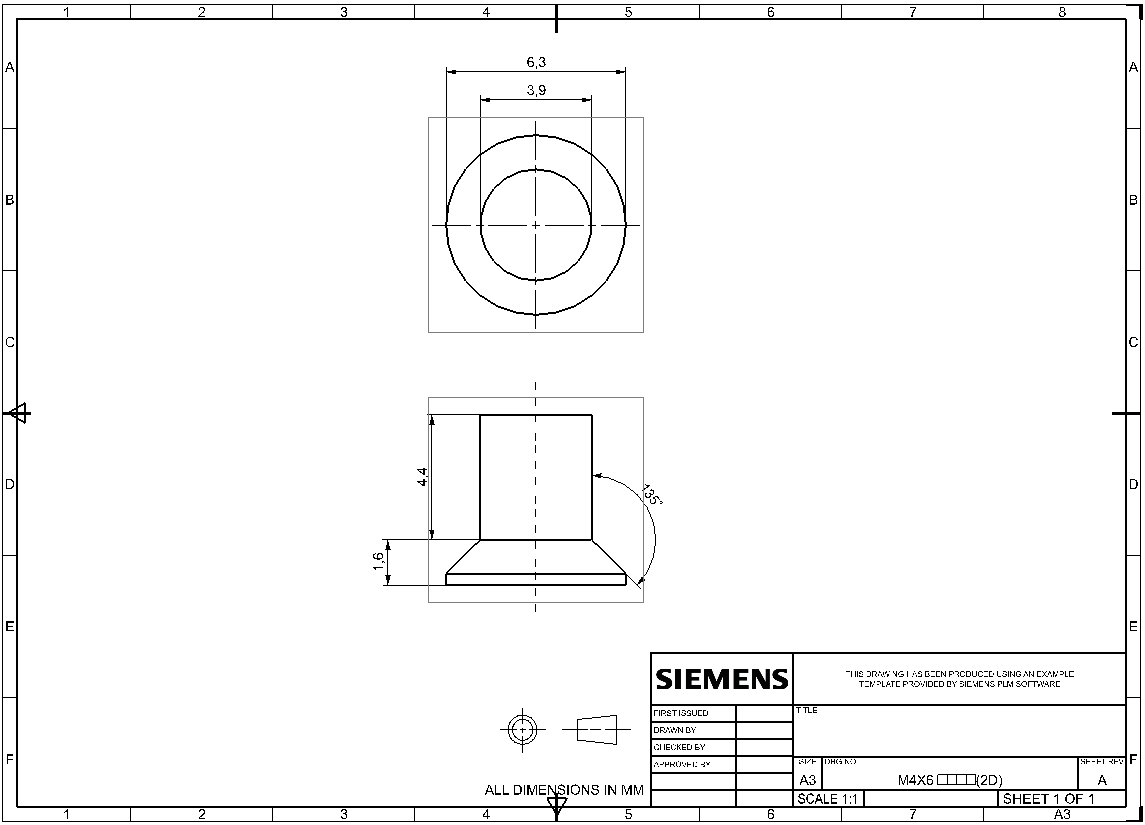 1 2 3 4 5 6 7 8
A A
B B
C C
D D
E E
F F
6,3
3,9
4,4
135°
1,6
SIEMENS
THIS DRAWING HAS BEEN PRODUCED USING AN EXAMPLE
TEMPLATE PROVIDED BY SIEMENS PLM SOFTWARE
FIRST ISSUED
TITLE
DRAWN BY
CHECKED BY
APPROVED BY
SIZE DRG NO. SHEET REV
A3 M4X6 □□□□(2D) A
SCALE 1:1 SHEET 1 OF 1
ALL DIMENSIONS IN MM
1 2 3 4 5 6 7 A3